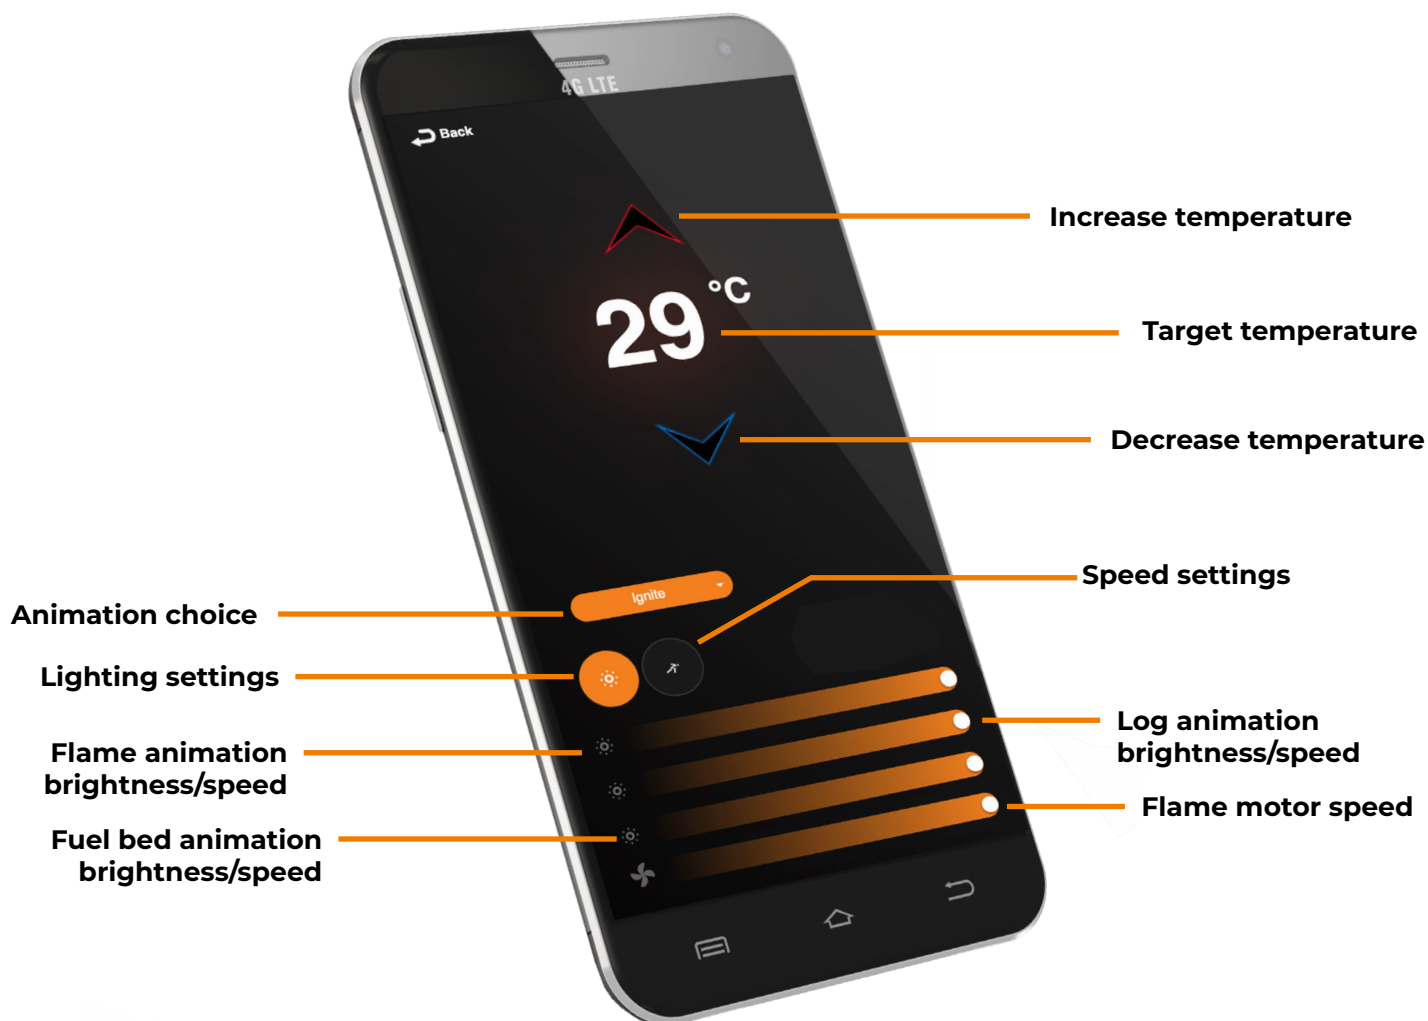 4G LTE
Back
Increase temperature
29 °C
Target temperature
Decrease temperature
Speed settings
Ignite
Animation choice
Lighting settings
Log animation
brightness/speed
Flame animation
brightness/speed
Flame motor speed
Fuel bed animation
brightness/speed